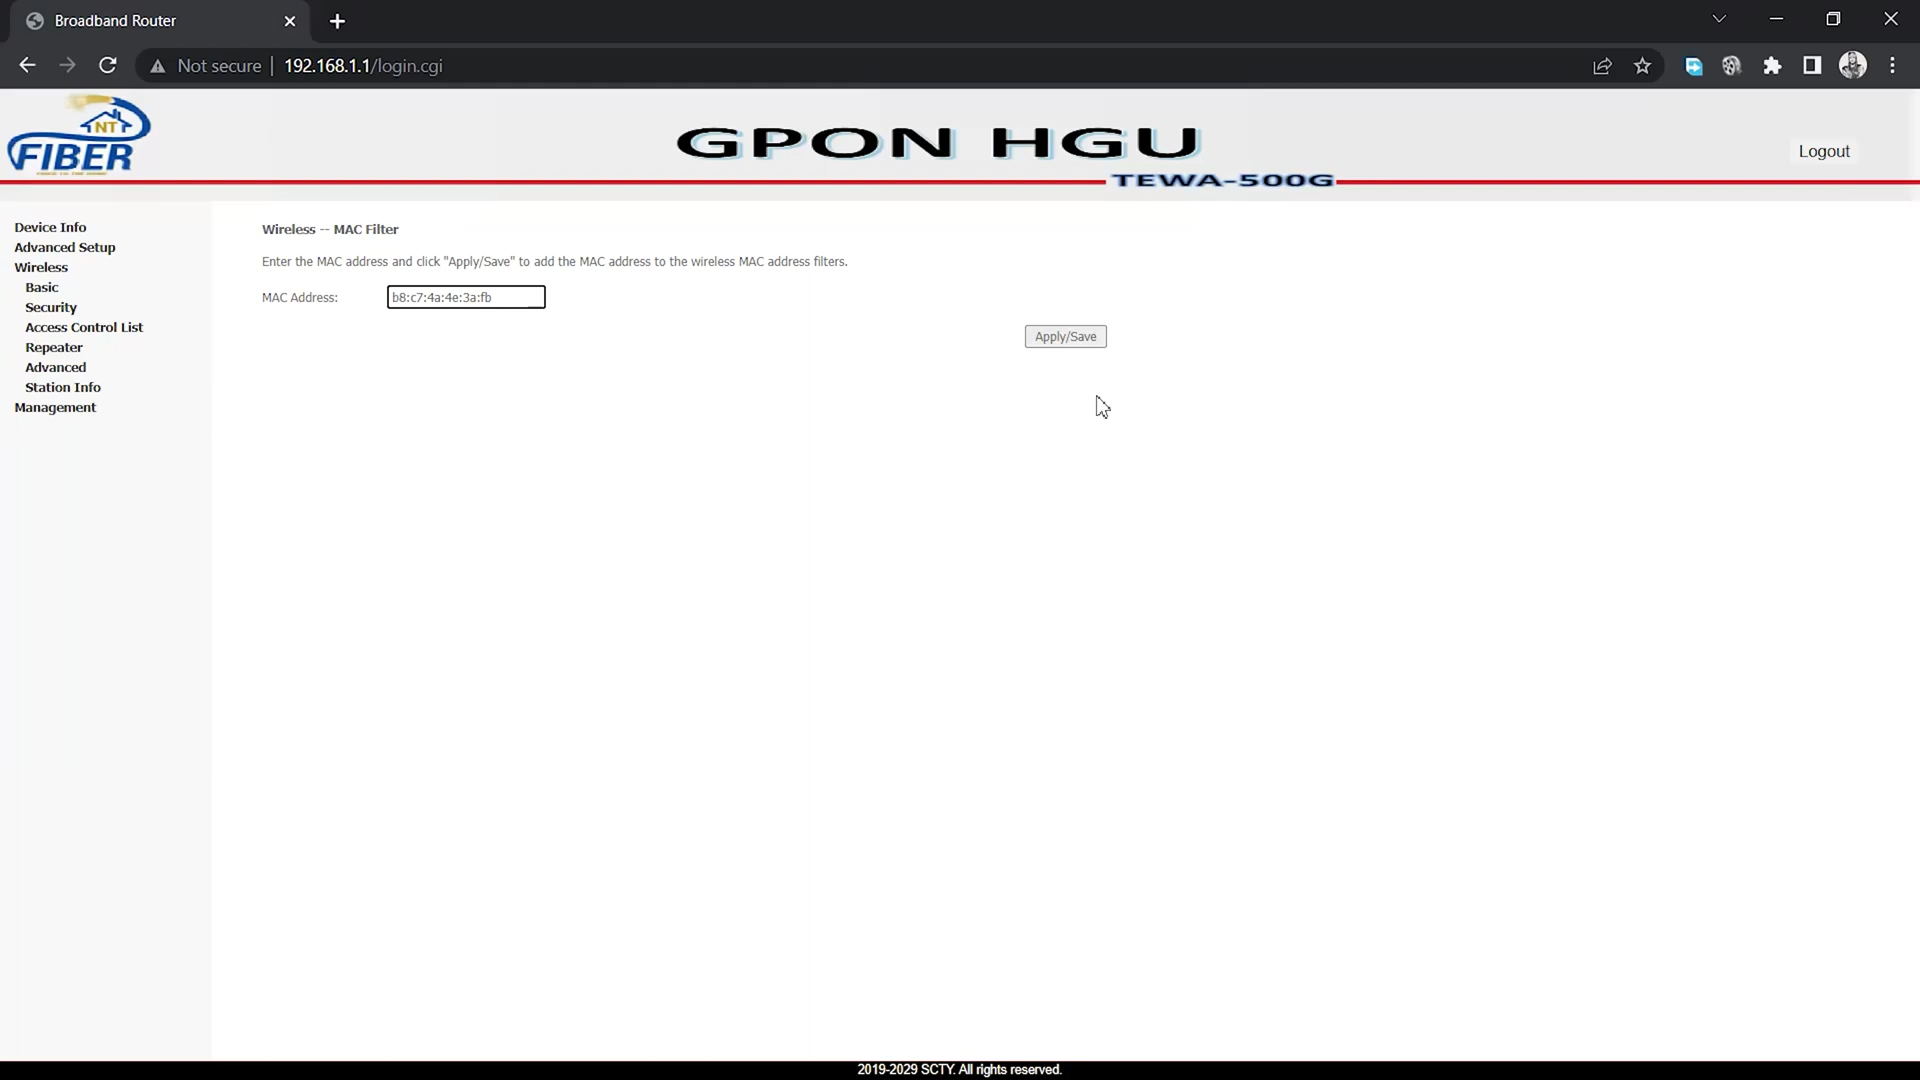 Broadband Router
Not secure | 192.168.1.1/login.cgi
NT
FIBER
GPON HGU
TEWA-500G
Logout
Device Info
Advanced Setup
Wireless
Basic
Security
Access Control List
Repeater
Advanced
Station Info
Management
Wireless -- MAC Filter
Enter the MAC address and click "Apply/Save" to add the MAC address to the wireless MAC address filters.
MAC Address: b8:c7:4a:4e:3a:fb
Apply/Save
2019-2029 SCTY. All rights reserved.